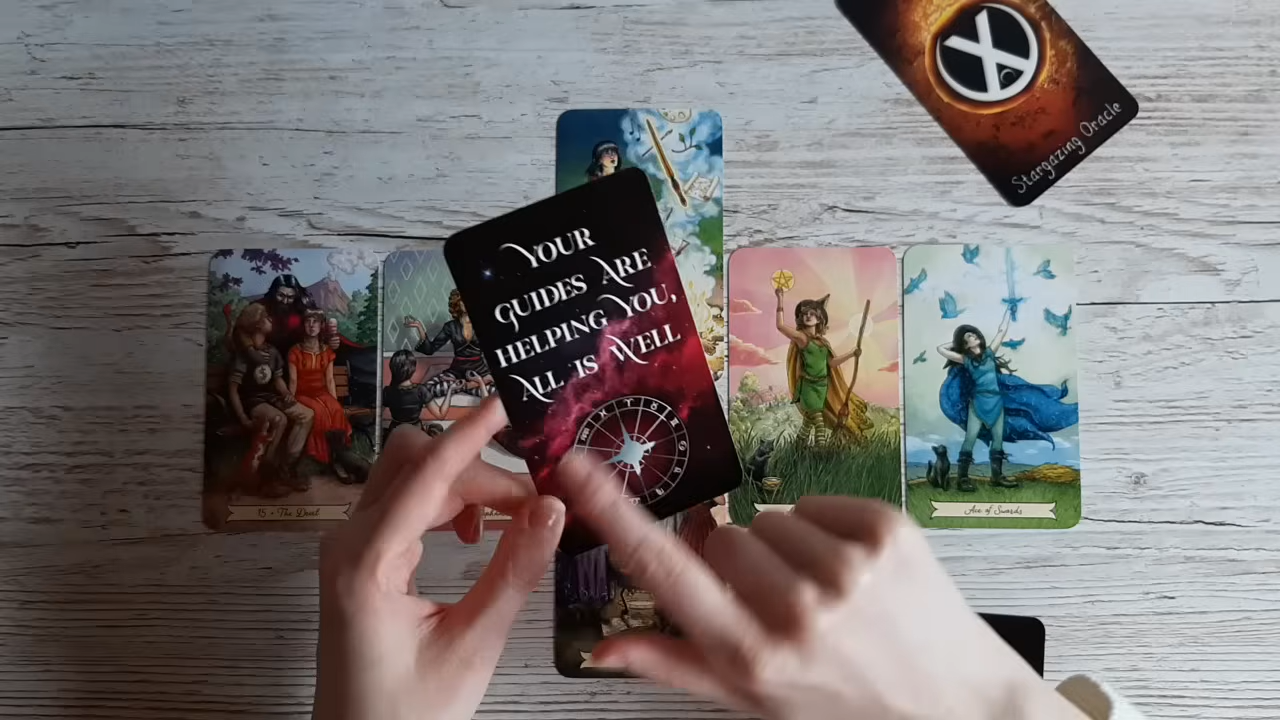 Stargazing Oracle
YOUR
GUIDES ARE
HELPING YOU,
ALL IS WELL
15 • The Devil
Ace of Swords